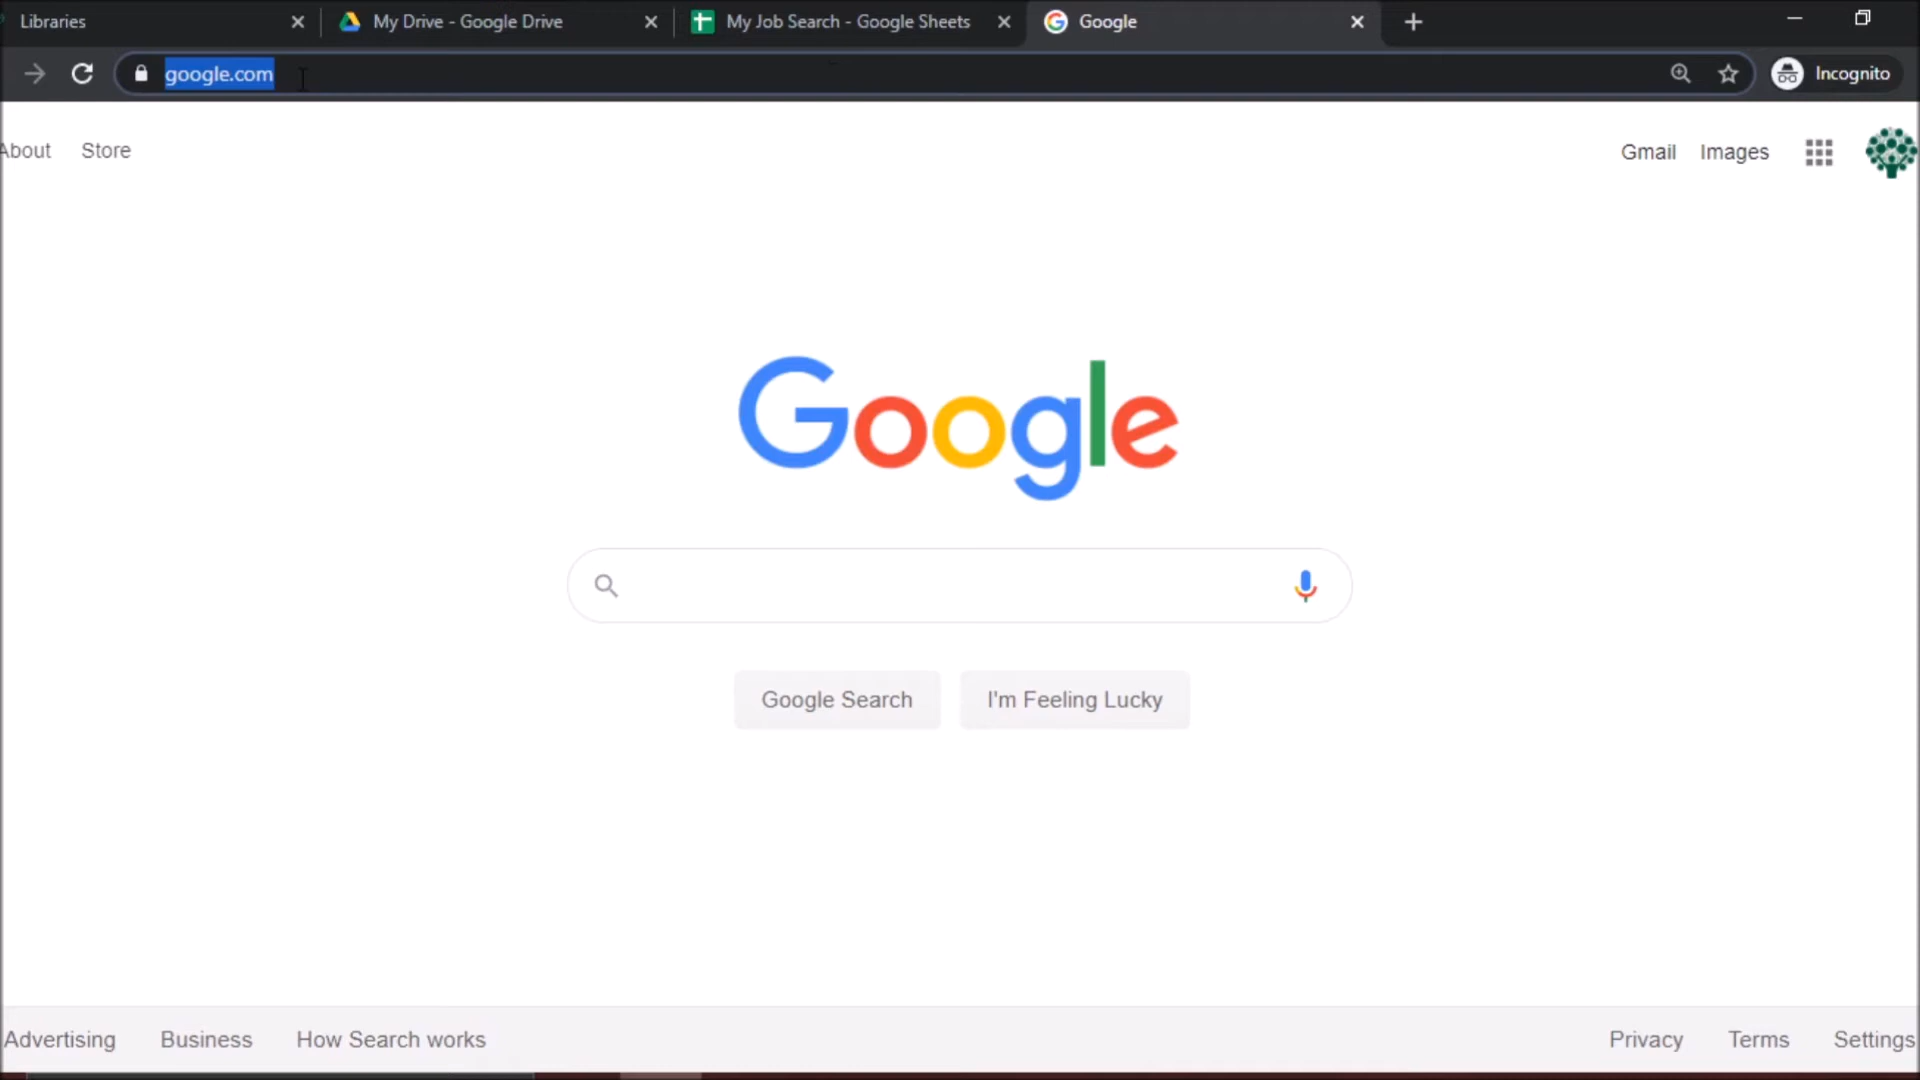 Libraries
My Drive - Google Drive
My Job Search - Google Sheets
Google
google.com
Incognito
About Store
Gmail Images
Google
Google Search I'm Feeling Lucky
Advertising Business How Search works
Privacy Terms Settings